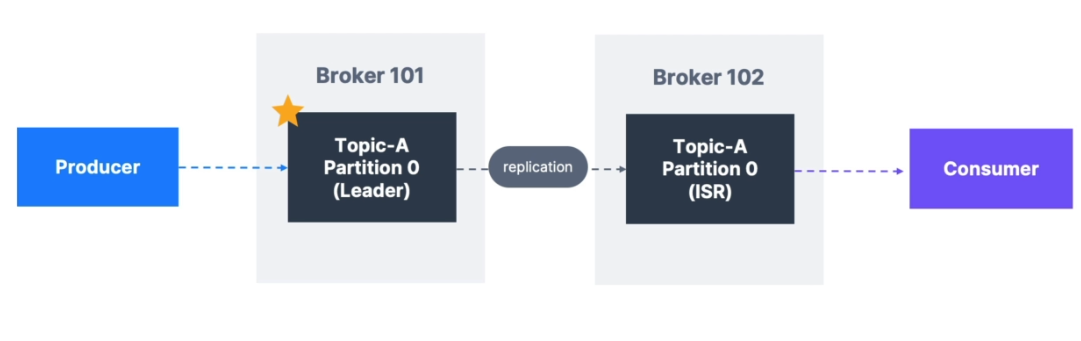 Producer
Broker 101
Topic-A
Partition 0
(Leader)
replication
Broker 102
Topic-A
Partition 0
(ISR)
Consumer